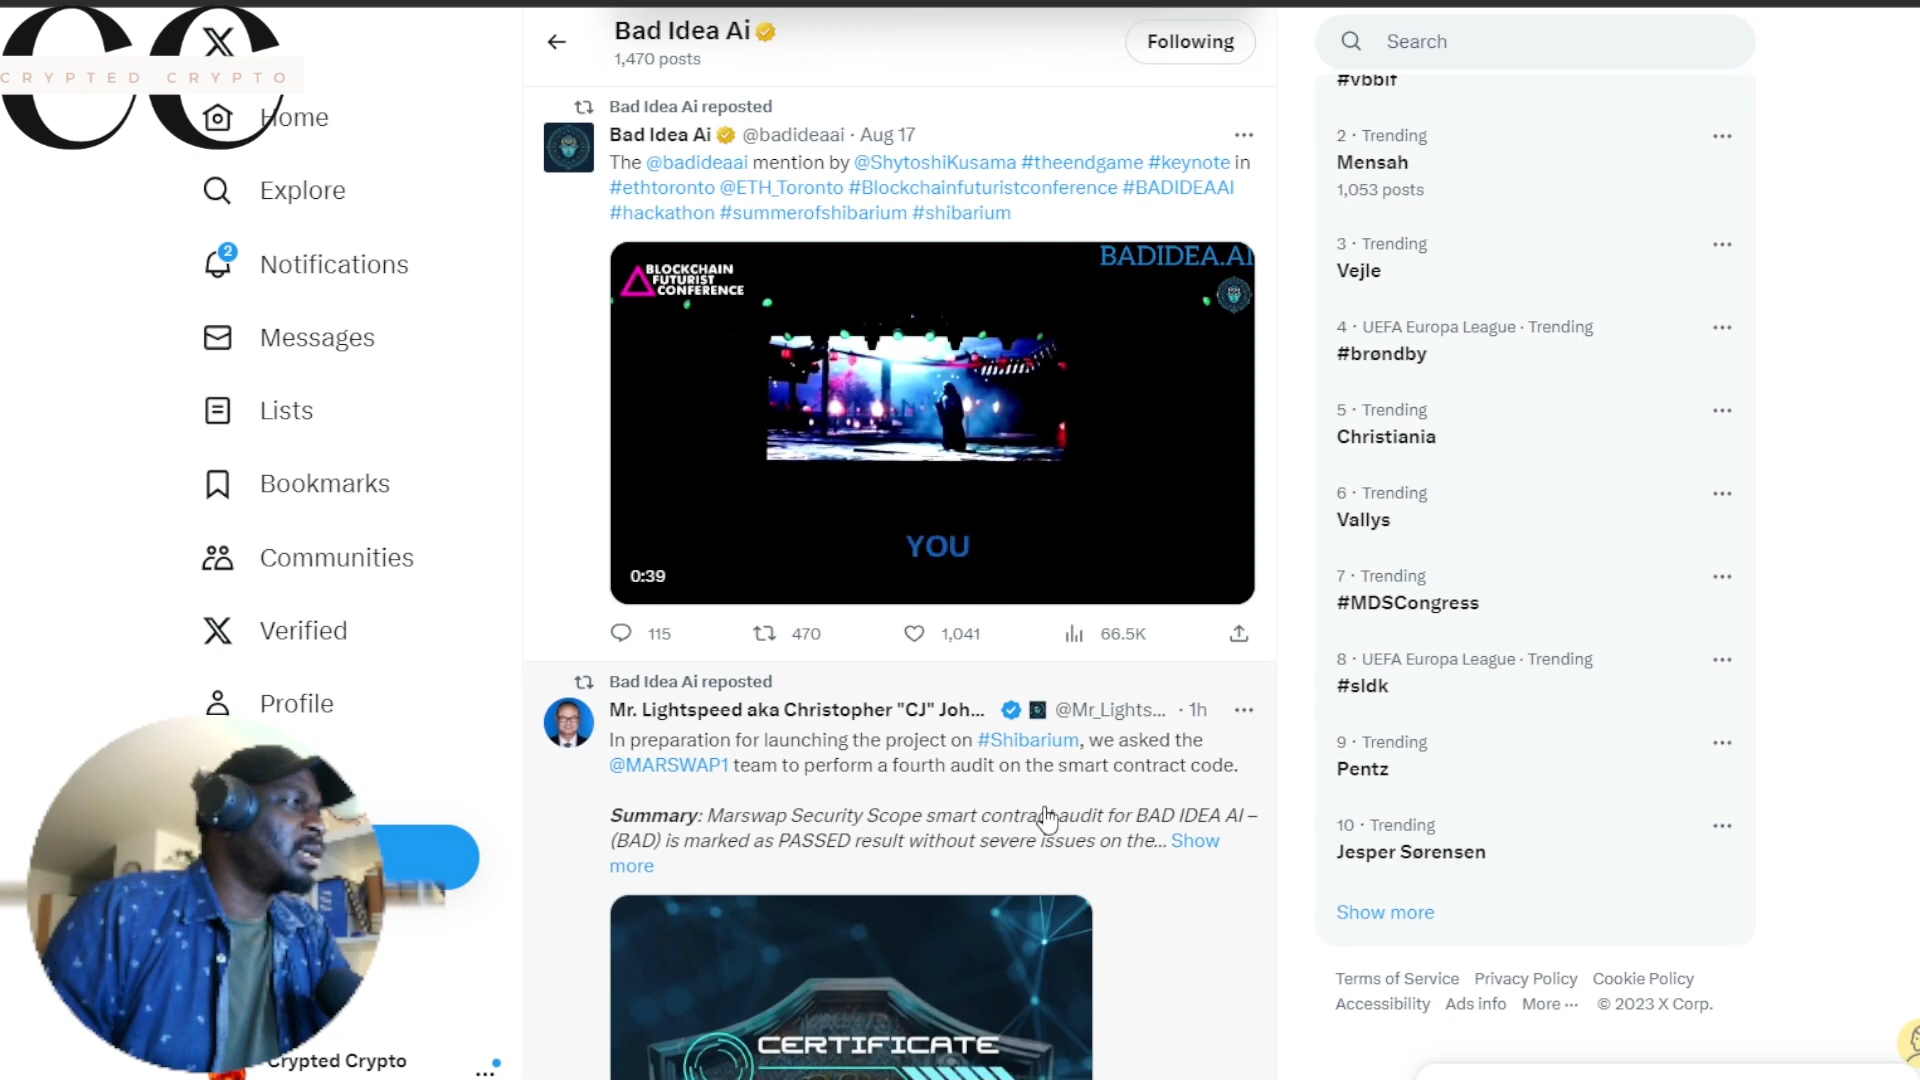 CRYPTED CRYPTO
Home
Explore
2
Notifications
Messages
Lists
Bookmarks
Communities
Verified
Profile
Crypted Crypto
Bad Idea Ai
1,470 posts
Following
Bad Idea Ai reposted
Bad Idea Ai @badideaai · Aug 17
The @badideaai mention by @ShytoshiKusama #theendgame #keynote in
#ethtoronto @ETH_Toronto #Blockchainfuturistconference #BADIDEAAI
#hackathon #summerofshibarium #shibarium
BLOCKCHAIN
FUTURIST
CONFERENCE
BADIDEA.AI
YOU
0:39
115 470 1,041 66.5K
Bad Idea Ai reposted
Mr. Lightspeed aka Christopher "CJ" Joh... @Mr_Lights... · 1h
In preparation for launching the project on #Shibarium, we asked the
@MARSWAP1 team to perform a fourth audit on the smart contract code.
Summary: Marswap Security Scope smart contract audit for BAD IDEA AI –
(BAD) is marked as PASSED result without severe issues on the... Show
more
CERTIFICATE
Search
#vbbif
2 · Trending
Mensah
1,053 posts
3 · Trending
Vejle
4 · UEFA Europa League · Trending
#brøndby
5 · Trending
Christiania
6 · Trending
Vallys
7 · Trending
#MDSCongress
8 · UEFA Europa League · Trending
#sldk
9 · Trending
Pentz
10 · Trending
Jesper Sørensen
Show more
Terms of Service Privacy Policy Cookie Policy
Accessibility Ads info More ··· © 2023 X Corp.